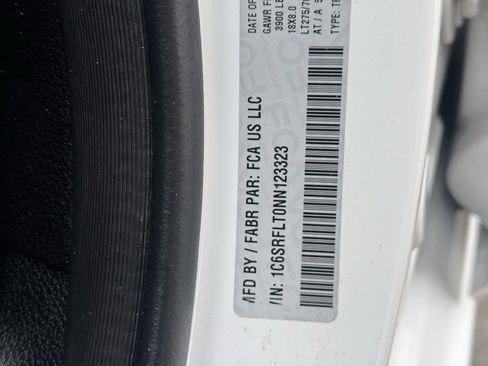 MFD BY / FABR PAR: FCA US LLC
DATE OF
GAWR F
3900 LB
18X8.0
LT275/70
AT / A
TYPE: TR
VIN: 1C6SRFLT0NN123323